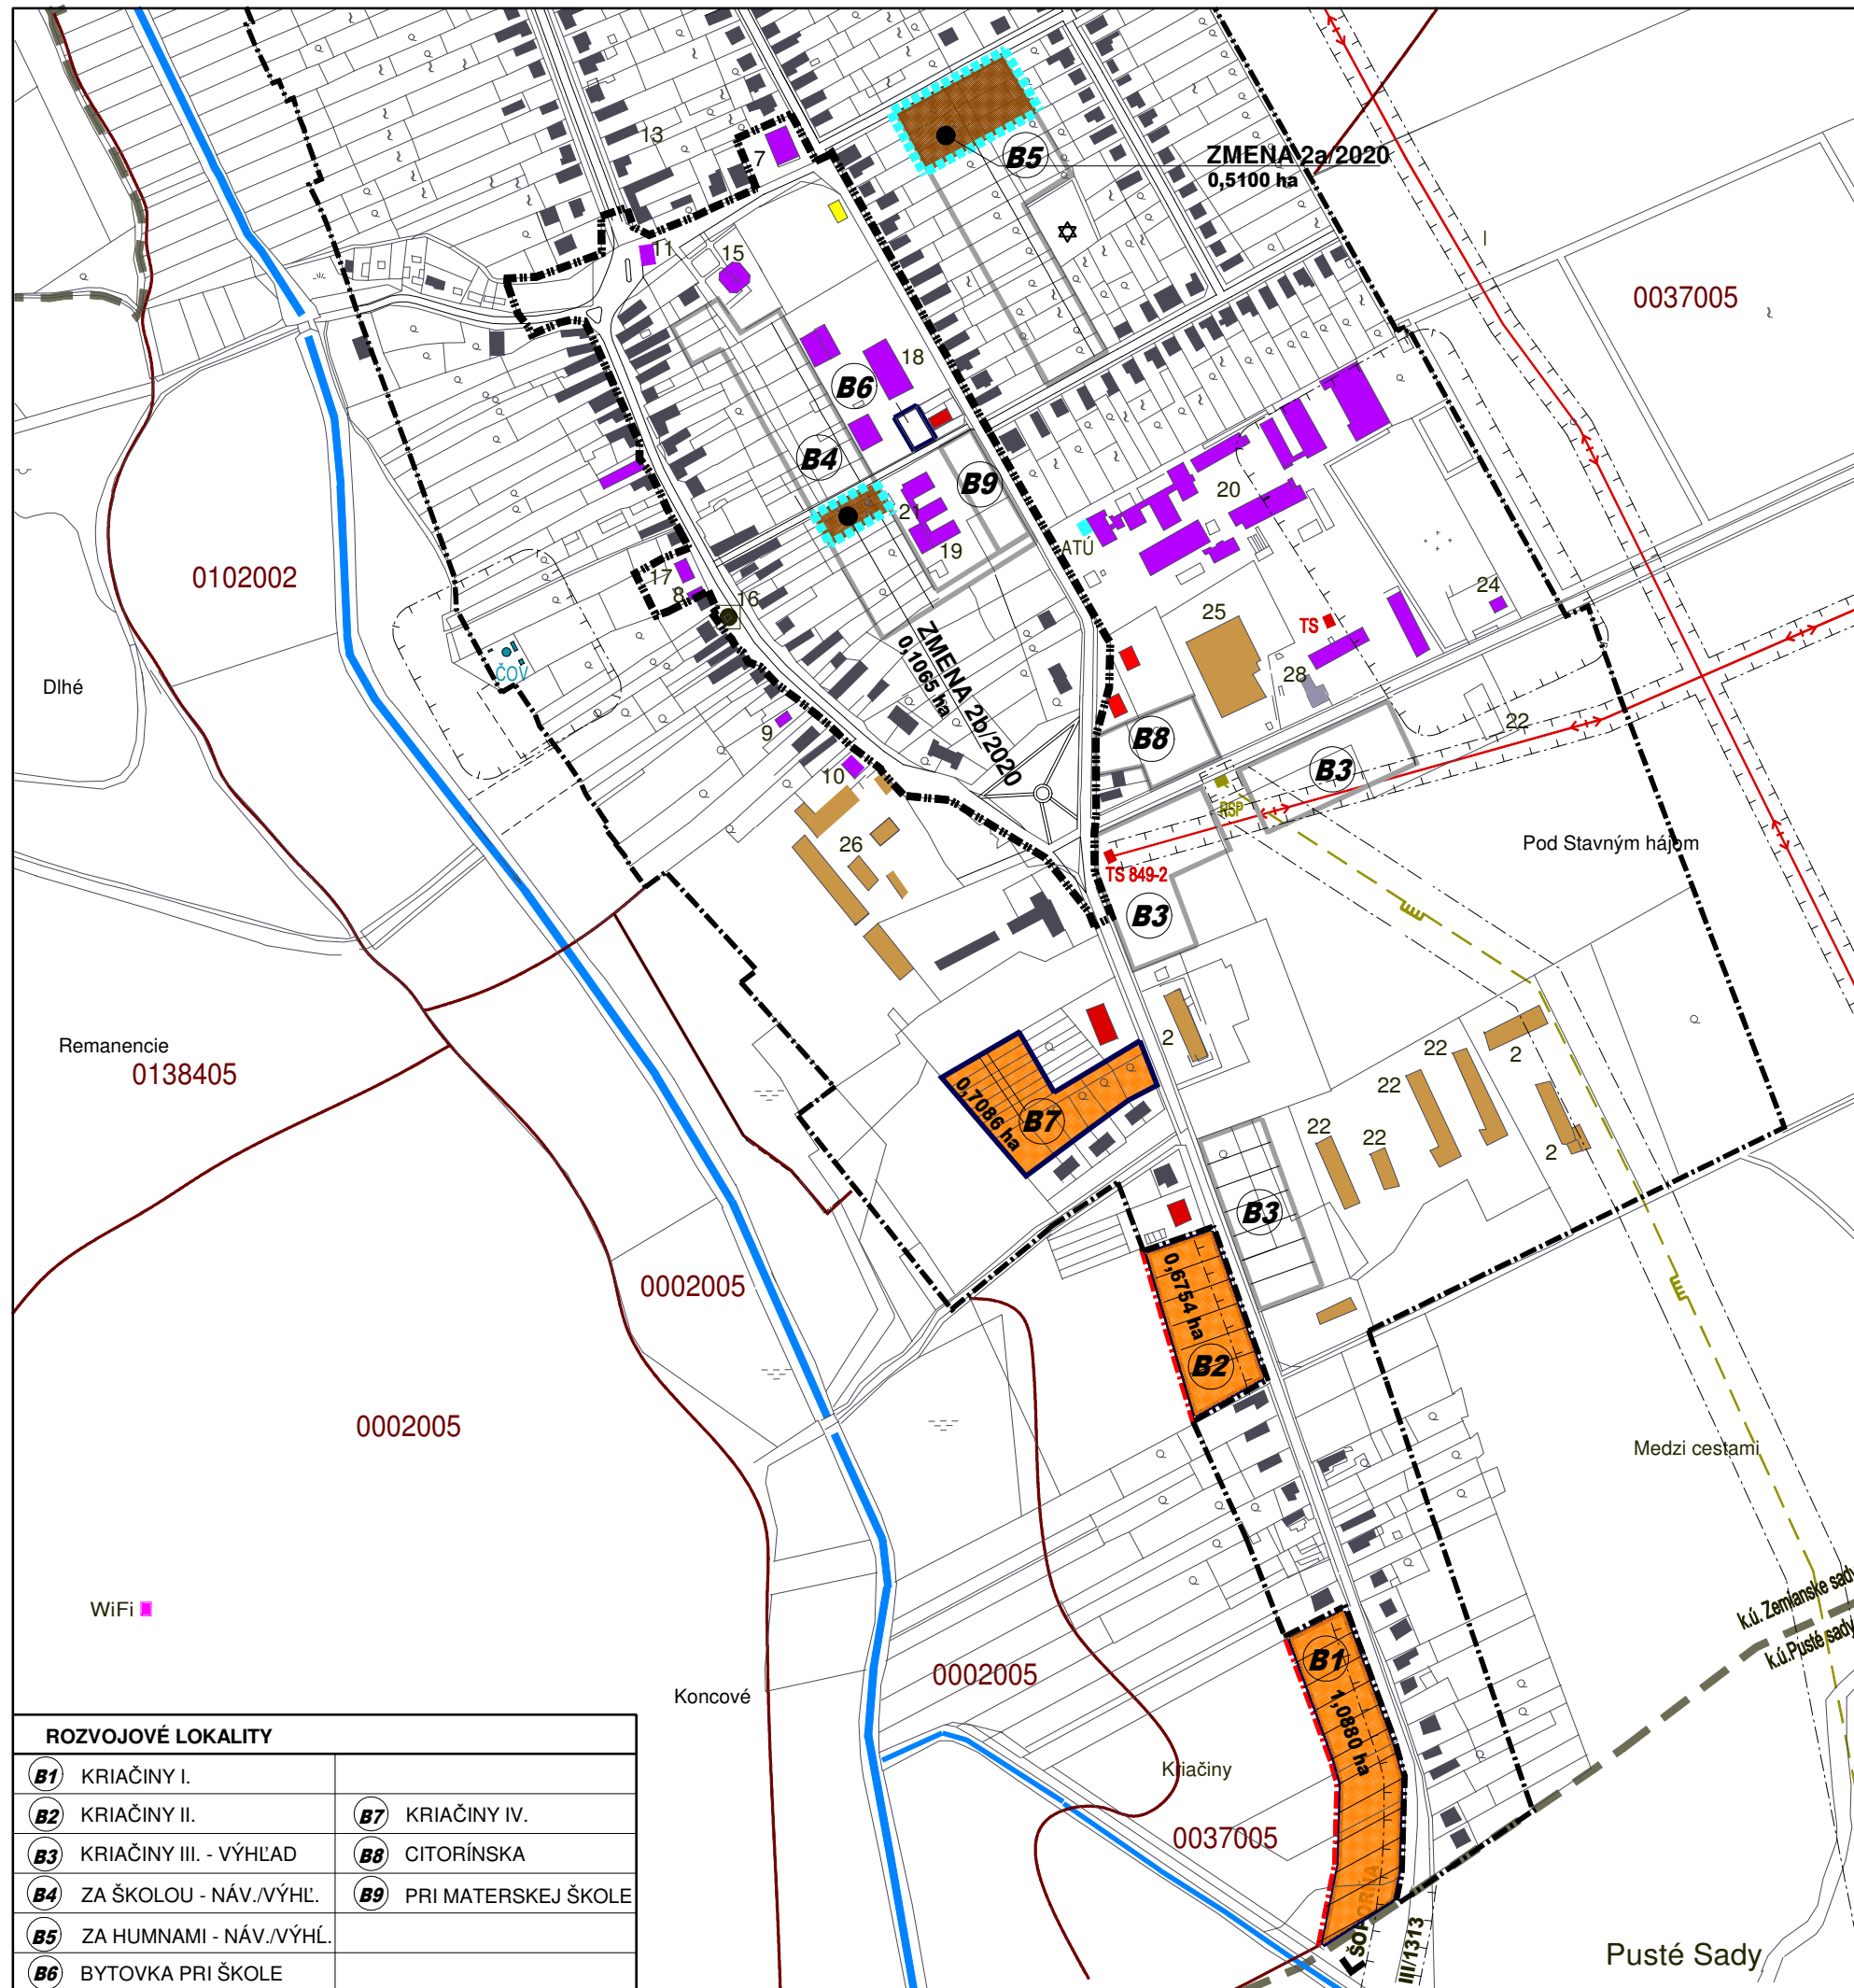 13
7
B5
ZMENA 2a/2020
0,5100 ha
11
15
0037005
18
B6
B4
B9
20
21
19
ATÚ
0102002
17
8
16
24
25
TS
28
ČOV
Dlhé
ZMENA 2b/2020
0,1065 ha
9
22
B8
B3
10
RSP
26
Pod Stavným hájom
TS 849-2
B3
2
Remanencie
0138405
22
2
22
0,7086 ha
B7
22
22
2
B3
0002005
0,6754 ha
B2
0002005
Medzi cestami
WiFi
k.ú. Zemianske sady
k.ú. Pusté sady
B1
0002005
Koncové
1,0880 ha
Kriačiny
0037005
ŠOPORŇA
III/1313
Pusté Sady
ROZVOJOVÉ LOKALITY
B1 KRIAČINY I.
B2 KRIAČINY II.
B7 KRIAČINY IV.
B3 KRIAČINY III. - VÝHĽAD
B8 CITORÍNSKA
B4 ZA ŠKOLOU - NÁV./VÝHĽ.
B9 PRI MATERSKEJ ŠKOLE
B5 ZA HUMNAMI - NÁV./VÝHĹ.
B6 BYTOVKA PRI ŠKOLE